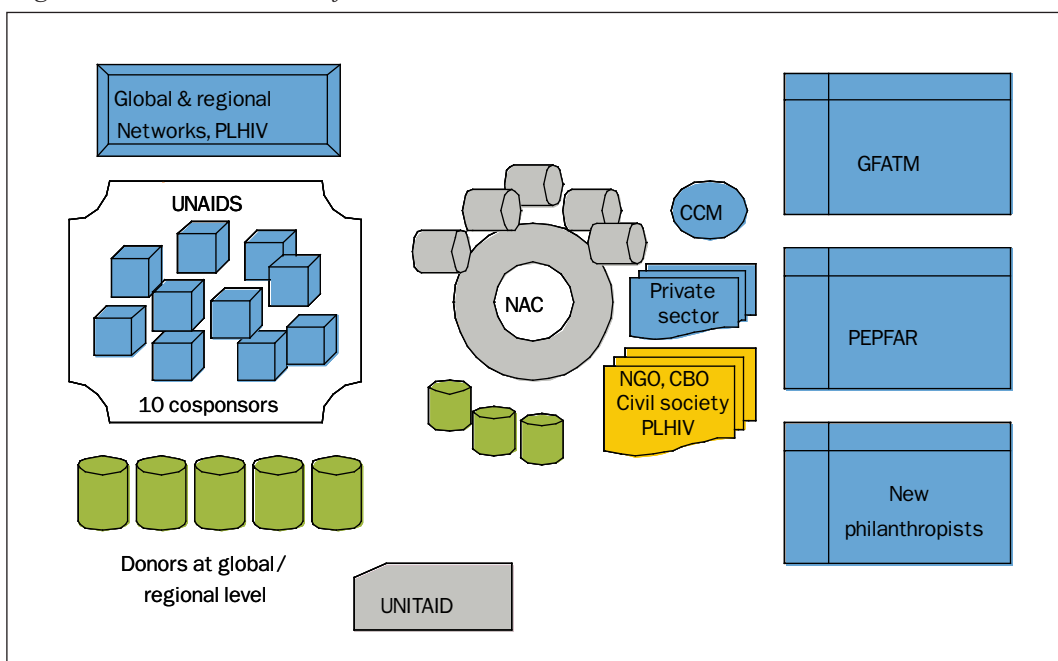 Global & regional
Networks, PLHIV
UNAIDS
10 cosponsors
Donors at global/
regional level
UNITAID
NAC
CCM
Private
sector
NGO, CBO
Civil society
PLHIV
GFATM
PEPFAR
New
philanthropists